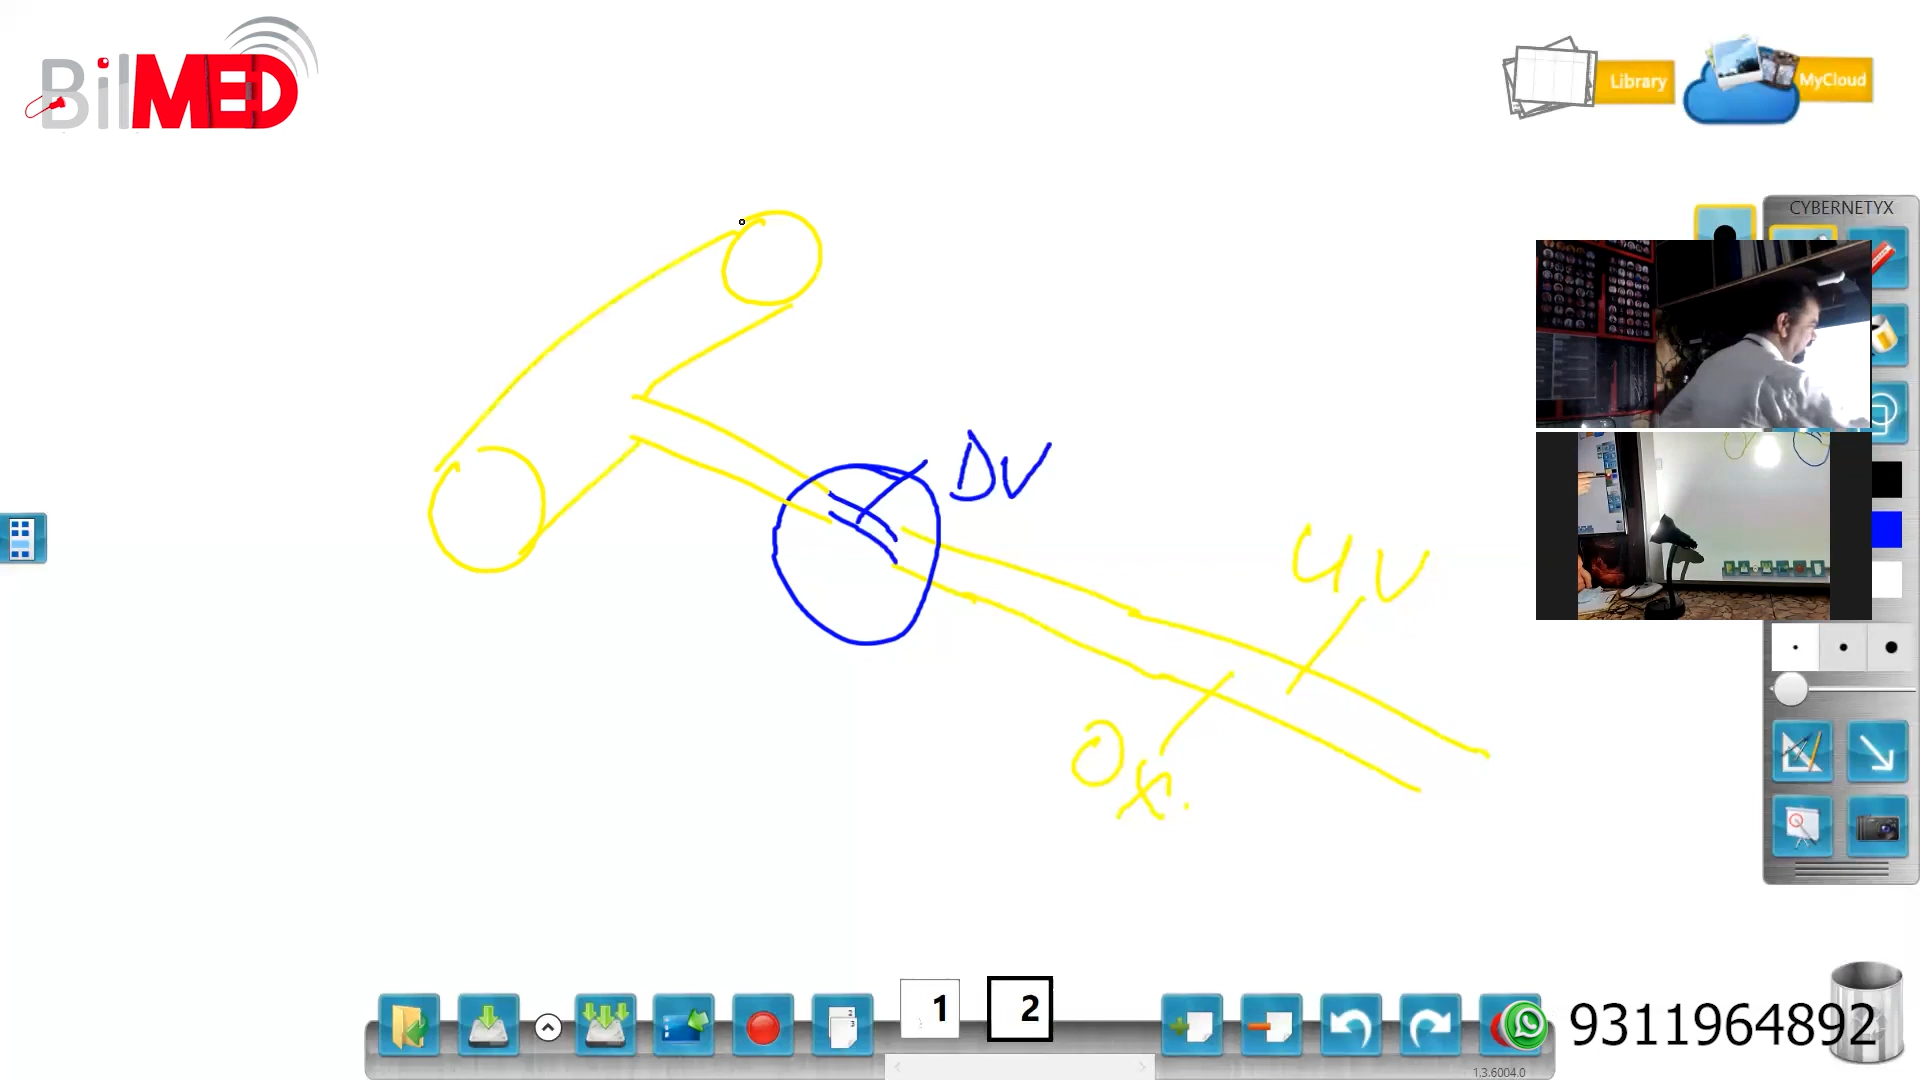 BilMED
Library
MyCloud
CYBERNETYX
DV
UV
Ox.
1
2
9311964892
1.3.6004.0